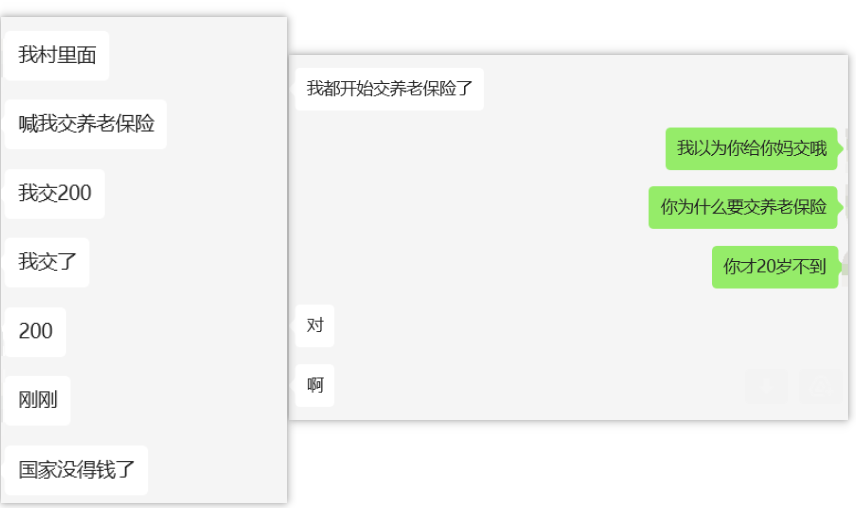 我村里面
喊我交养老保险
我交200
我交了
200
刚刚
国家没得钱了
我都开始交养老保险了
我以为你给你妈交哦
你为什么要交养老保险
你才20岁不到
对
啊